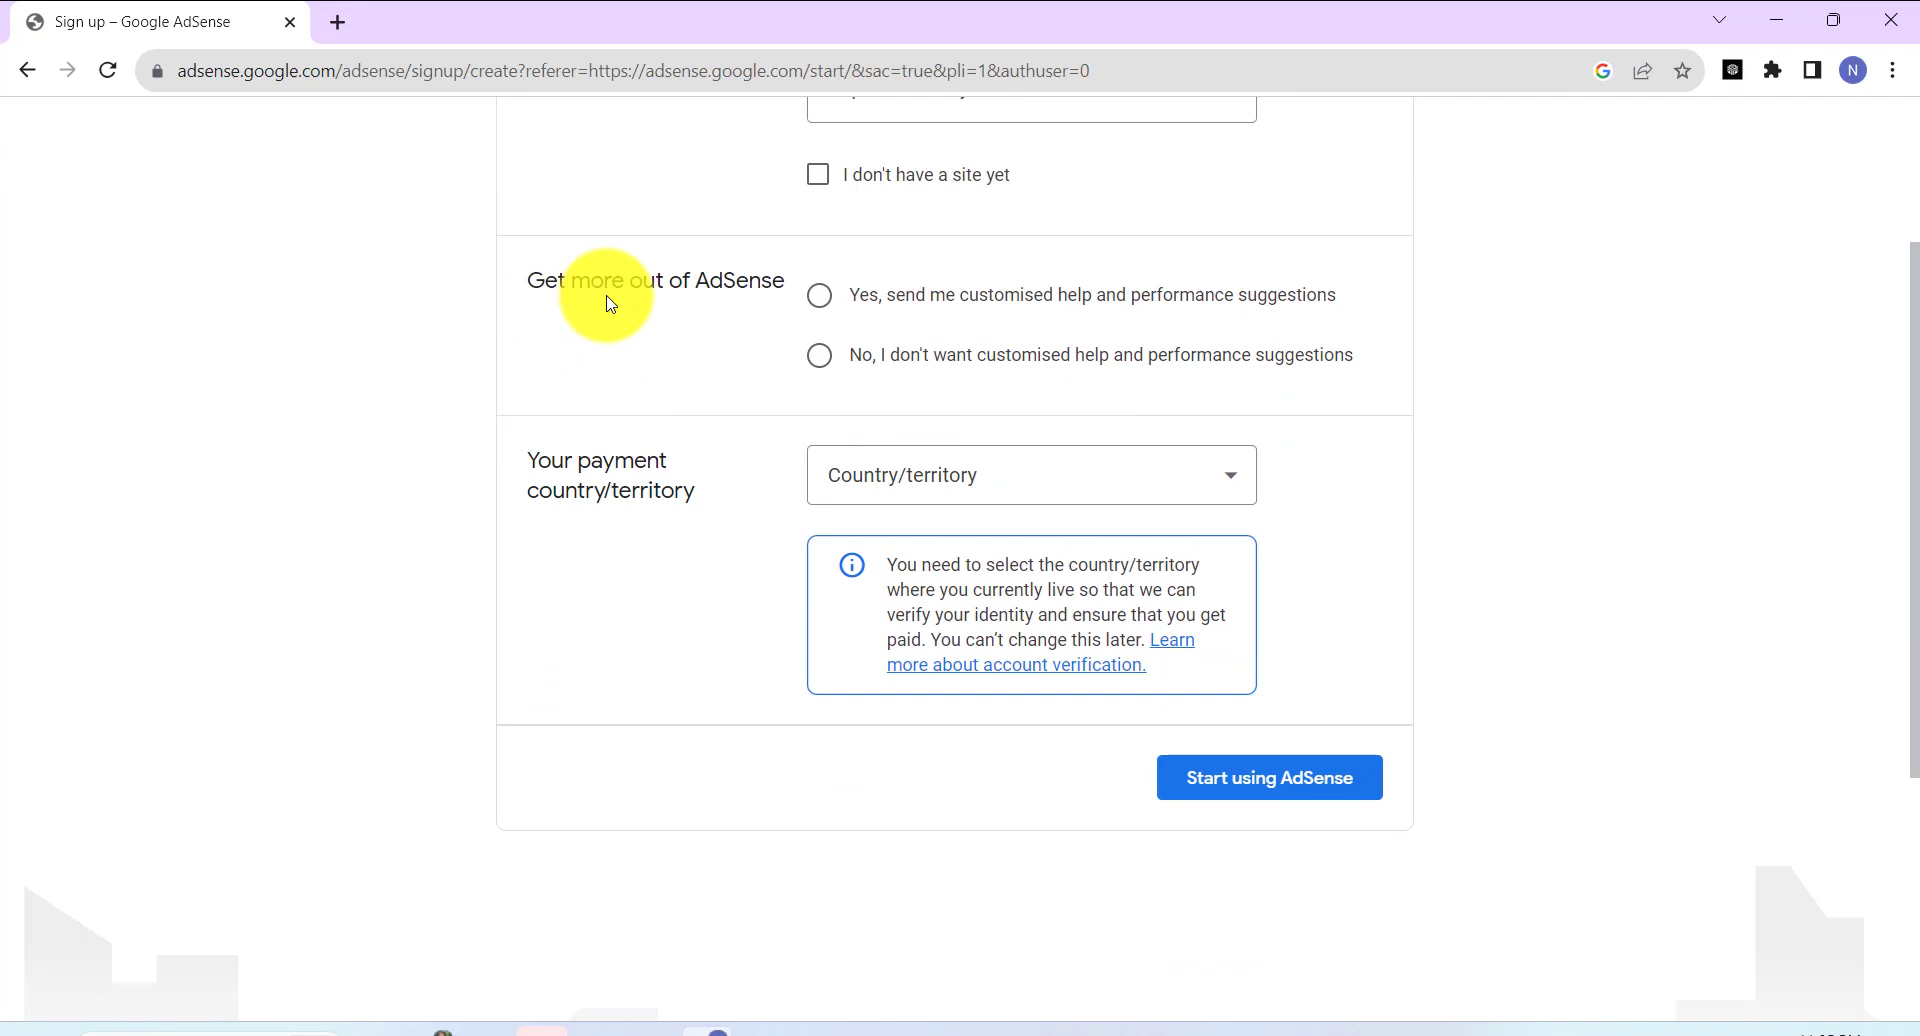 Sign up – Google AdSense
adsense.google.com/adsense/signup/create?referer=https://adsense.google.com/start/&sac=true&pli=1&authuser=0
N
I don't have a site yet
Get more out of AdSense
Yes, send me customised help and performance suggestions
No, I don't want customised help and performance suggestions
Your payment
country/territory
Country/territory
You need to select the country/territory
where you currently live so that we can
verify your identity and ensure that you get
paid. You can't change this later. Learn
more about account verification.
Start using AdSense